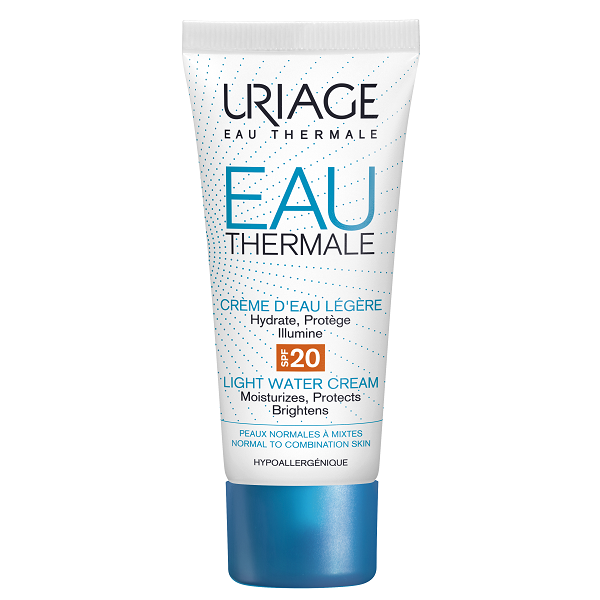 URIAGE
EAU THERMALE
EAU
THERMALE
CRÈME D'EAU LÉGÈRE
Hydrate, Protège
Illumine
SPF 20
LIGHT WATER CREAM
Moisturizes, Protects
Brightens
PEAUX NORMALES À MIXTES
NORMAL TO COMBINATION SKIN
HYPOALLERGÉNIQUE